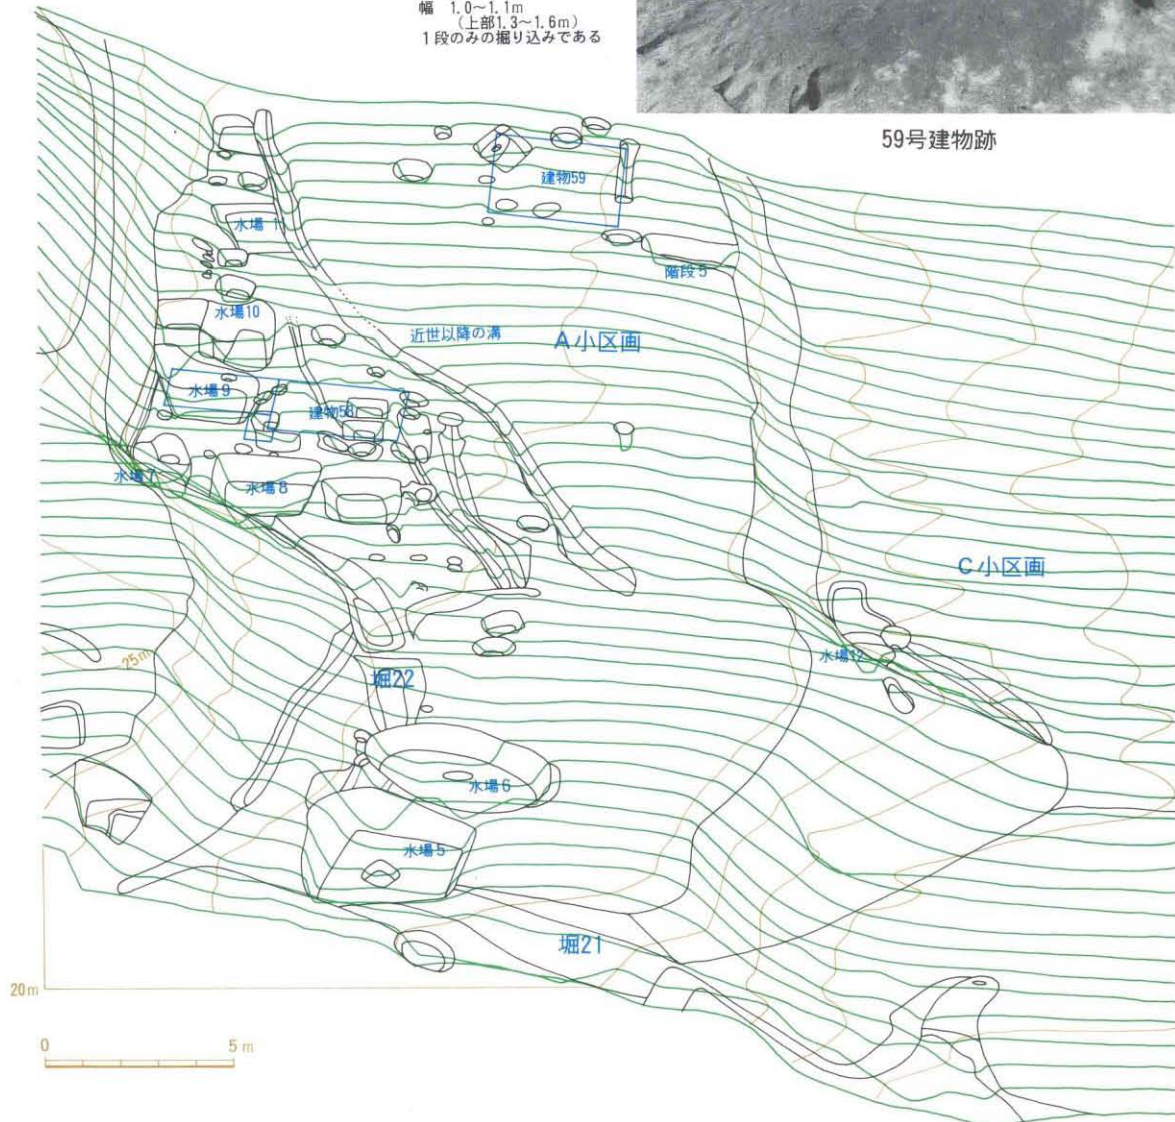 幅 1.0～1.1m
（上部1.3～1.6m）
1段のみの掘り込みである
59号建物跡
建物59
水場 11
階段5
水場10
近世以降の溝
A小区画
水場9
建物58
水場7
水場8
C小区画
25m
水場12
堀22
水場6
水場5
堀21
20m
0 5m